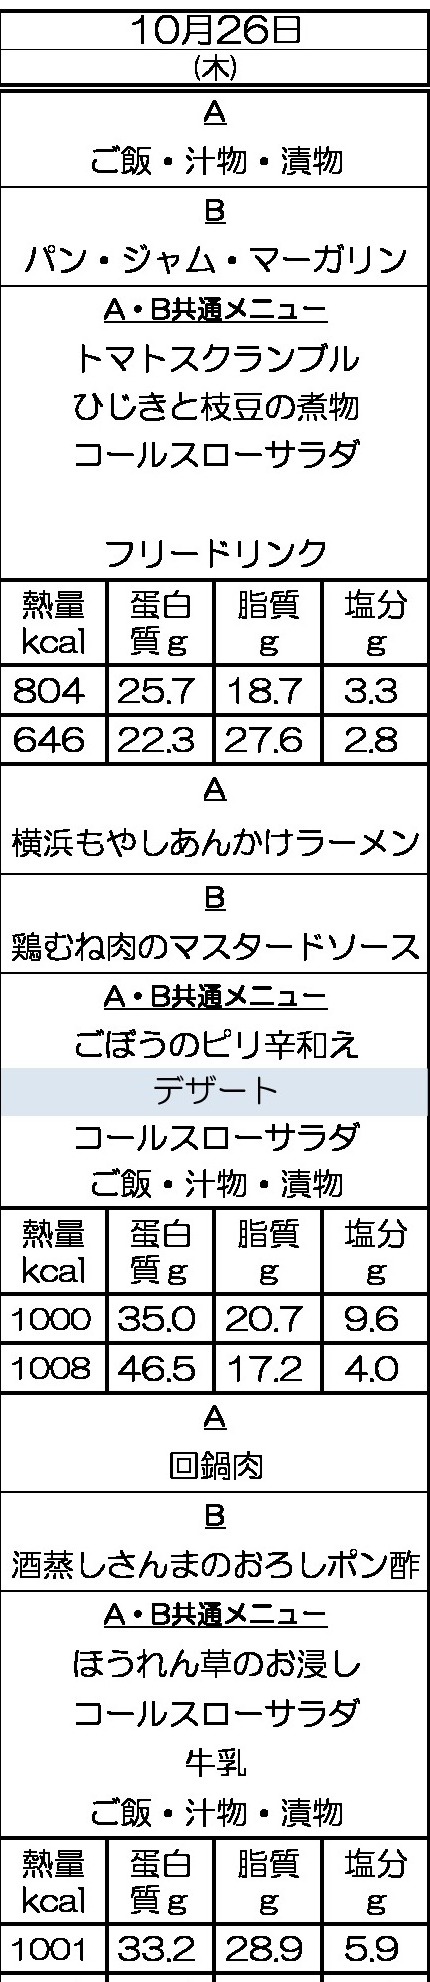 10月26日
(木)
A
ご飯・汁物・漬物
B
パン・ジャム・マーガリン
A・B共通メニュー
トマトスクランブル
ひじきと枝豆の煮物
コールスローサラダ
フリードリンク
熱量 蛋白 脂質 塩分
kcal 質g g g
804 25.7 18.7 3.3
646 22.3 27.6 2.8
A
横浜もやしあんかけラーメン
B
鶏むね肉のマスタードソース
A・B共通メニュー
ごぼうのピリ辛和え
デザート
コールスローサラダ
ご飯・汁物・漬物
熱量 蛋白 脂質 塩分
kcal 質g g g
1000 35.0 20.7 9.6
1008 46.5 17.2 4.0
A
回鍋肉
B
酒蒸しさんまのおろしポン酢
A・B共通メニュー
ほうれん草のお浸し
コールスローサラダ
牛乳
ご飯・汁物・漬物
熱量 蛋白 脂質 塩分
kcal 質g g g
1001 33.2 28.9 5.9